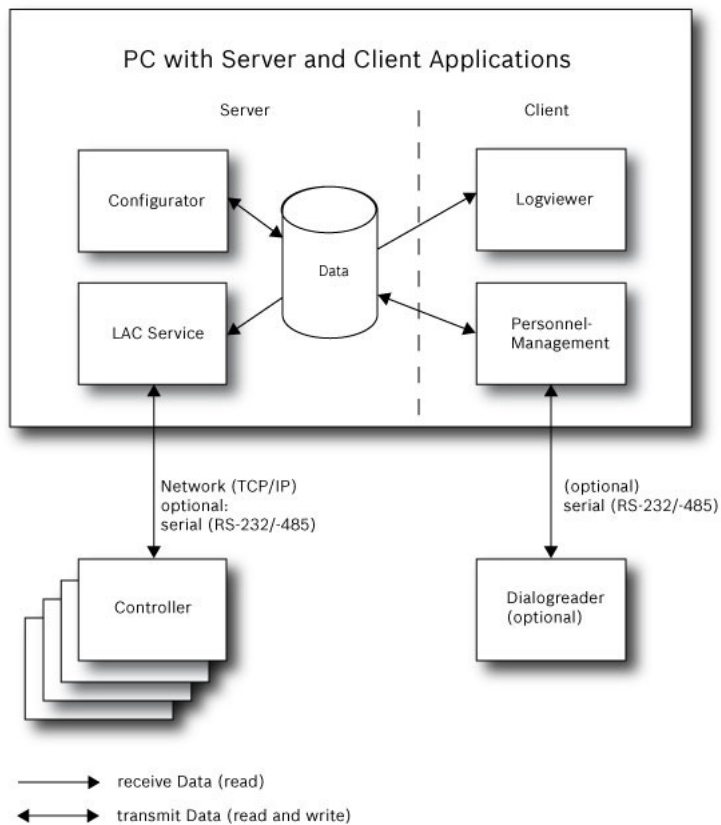 PC with Server and Client Applications
Server
Client
Configurator
Data
Logviewer
LAC Service
Personnel-
Management
Network (TCP/IP)
optional:
serial (RS-232/-485)
(optional)
serial (RS-232/-485)
Controller
Dialogreader
(optional)
receive Data (read)
transmit Data (read and write)